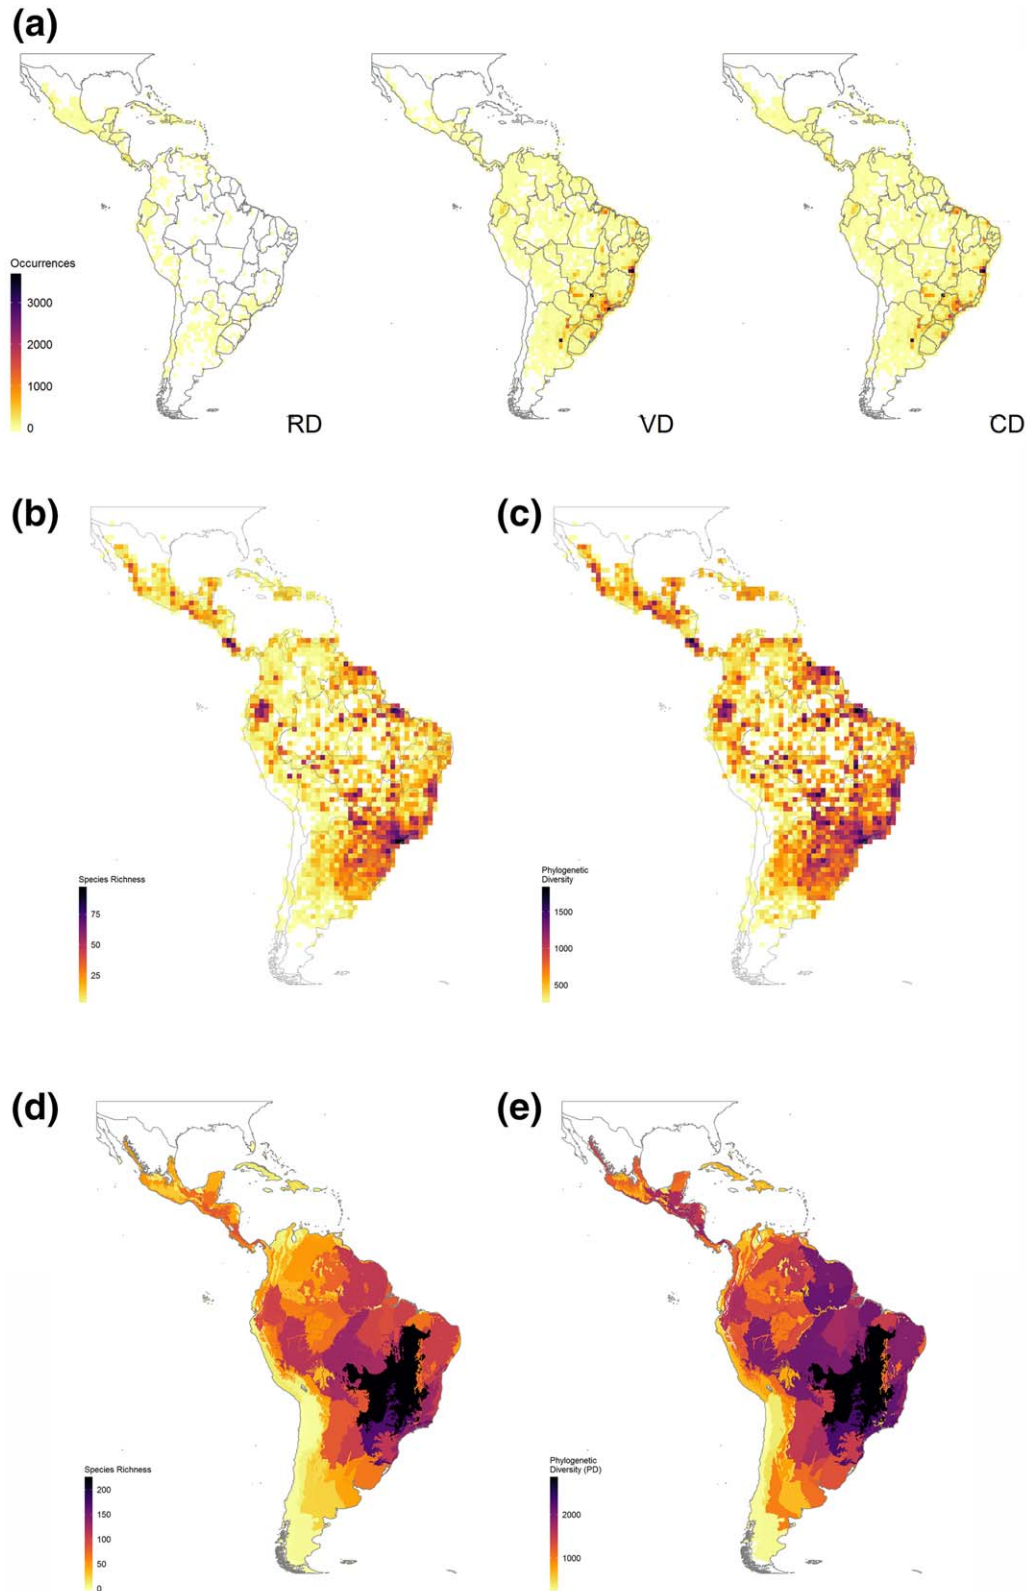 (a)
Occurrences
3000
2000
1000
0
RD
VD
CD
(b)
(c)
Species Richness
75
50
25
Phylogenetic
Diversity
1500
1000
500
(d)
(e)
Species Richness
200
150
100
50
0
Phylogenetic
Diversity (PD)
2000
1000